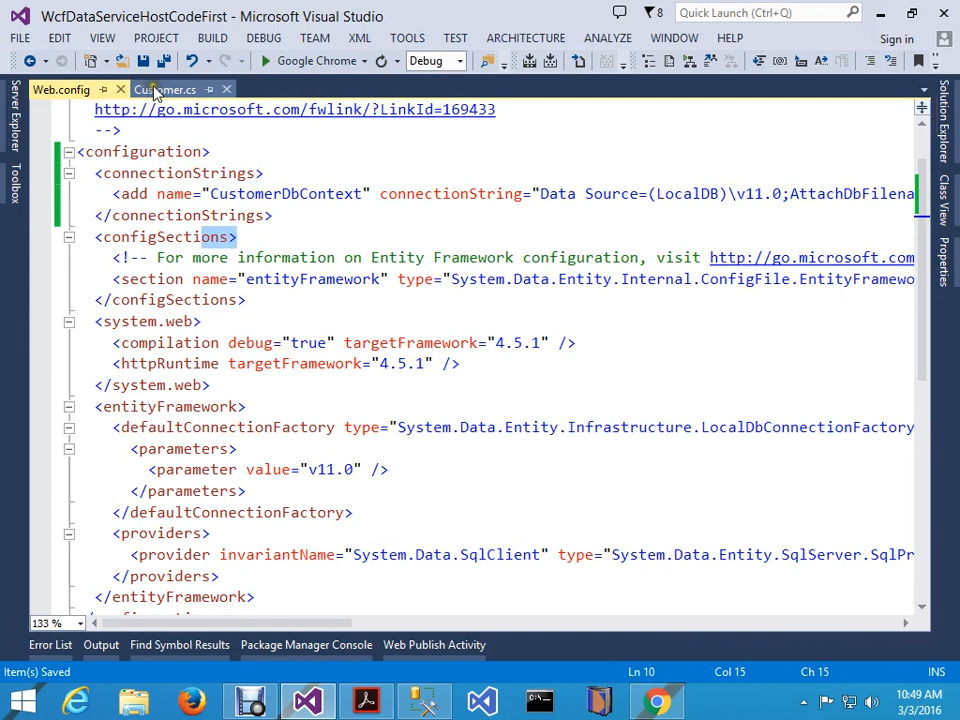 WcfDataServiceHostCodeFirst - Microsoft Visual Studio
8
Quick Launch (Ctrl+Q)
FILE EDIT VIEW PROJECT BUILD DEBUG TEAM XML TOOLS TEST ARCHITECTURE ANALYZE WINDOW HELP
Sign in
Google Chrome
Debug
Web.config
Customer.cs
Server Explorer
Toolbox
Solution Explorer
Class View
Properties
http://go.microsoft.com/fwlink/?LinkId=169433
-->
<configuration>
<connectionStrings>
<add name="CustomerDbContext" connectionString="Data Source=(LocalDB)\v11.0;AttachDbFilena
</connectionStrings>
<configSections>
<!-- For more information on Entity Framework configuration, visit http://go.microsoft.com
<section name="entityFramework" type="System.Data.Entity.Internal.ConfigFile.EntityFramewo
</configSections>
<system.web>
<compilation debug="true" targetFramework="4.5.1" />
<httpRuntime targetFramework="4.5.1" />
</system.web>
<entityFramework>
<defaultConnectionFactory type="System.Data.Entity.Infrastructure.LocalDbConnectionFactory
<parameters>
<parameter value="v11.0" />
</parameters>
</defaultConnectionFactory>
<providers>
<provider invariantName="System.Data.SqlClient" type="System.Data.Entity.SqlServer.SqlPr
</providers>
</entityFramework>
133 %
Error List Output Find Symbol Results Package Manager Console Web Publish Activity
Item(s) Saved
Ln 10 Col 15 Ch 15 INS
10:49 AM
3/3/2016